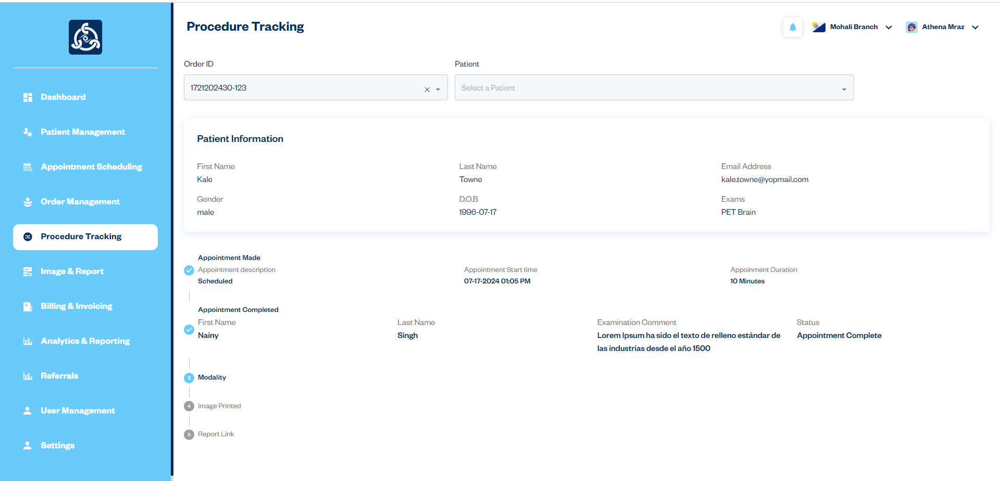 Procedure Tracking
Mohali Branch
Athena Mraz
Dashboard
Patient Management
Appointment Scheduling
Order Management
Procedure Tracking
Image & Report
Billing & Invoicing
Analytics & Reporting
Referrals
User Management
Settings
Order ID
Patient
1721202430-123
Select a Patient
Patient Information
First Name
Last Name
Email Address
Kale
Towne
kale.towne@yopmail.com
Gender
D.O.B
Exams
male
1996-07-17
PET Brain
Appointment Made
Appointment description
Appointment Start time
Appoinment Duration
Scheduled
07-17-2024 01:05 PM
10 Minutes
Appointment Completed
First Name
Last Name
Examination Comment
Status
Nainy
Singh
Lorem Ipsum ha sido el texto de relleno estándar de
las industrias desde el año 1500
Appointment Complete
3 Modality
4 Image Printed
5 Report Link